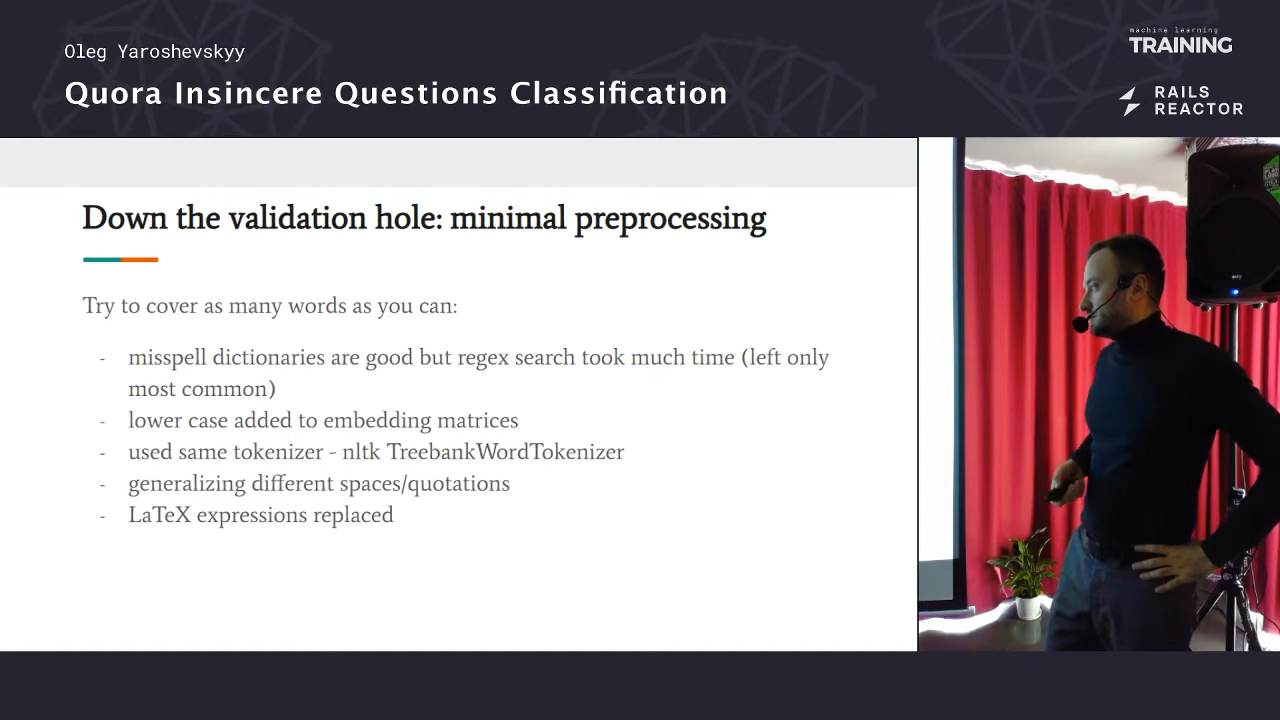 Oleg Yaroshevskyy
Quora Insincere Questions Classification
machine learning
TRAINING
RAILS
REACTOR
Down the validation hole: minimal preprocessing
Try to cover as many words as you can:
- misspell dictionaries are good but regex search took much time (left only
most common)
- lower case added to embedding matrices
- used same tokenizer - nltk TreebankWordTokenizer
- generalizing different spaces/quotations
- LaTeX expressions replaced